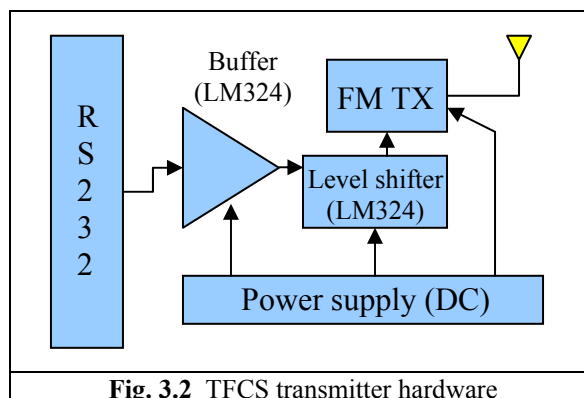 R
S
2
3
2
Buffer
(LM324)
FM TX
Level shifter
(LM324)
Power supply (DC)
Fig. 3.2 TFCS transmitter hardware